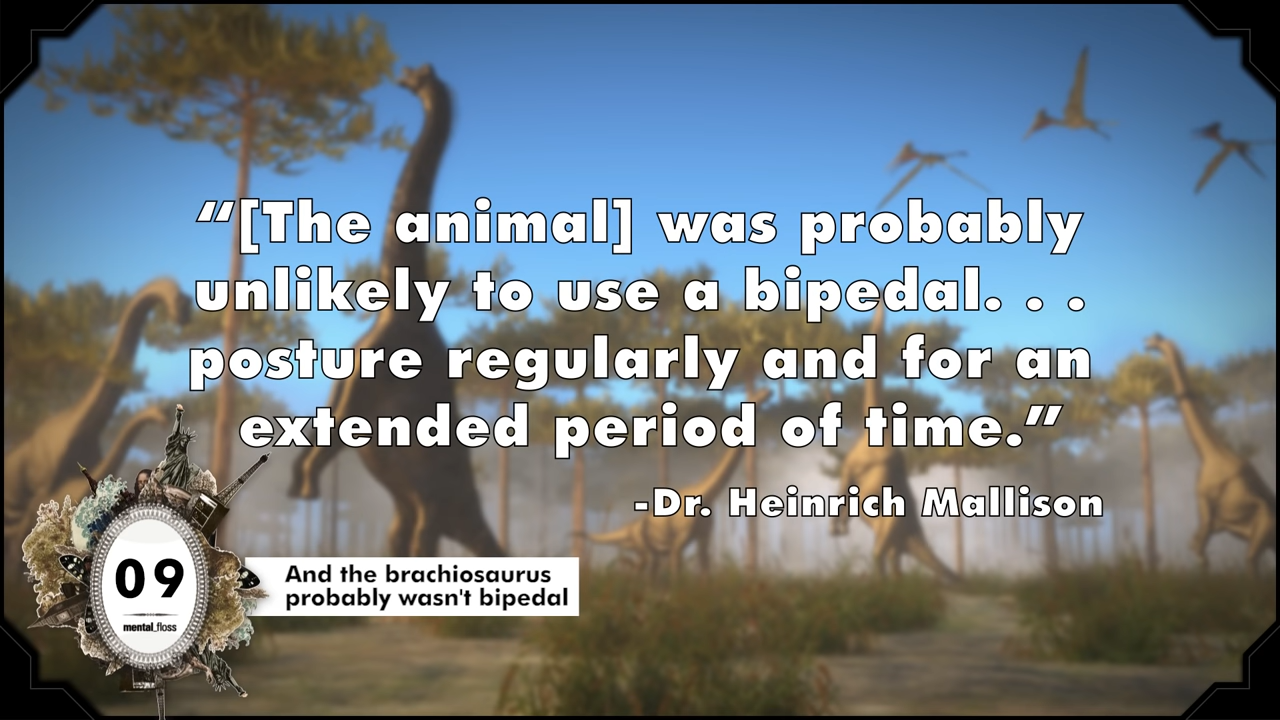 “[The animal] was probably
unlikely to use a bipedal. . .
posture regularly and for an
extended period of time.”
-Dr. Heinrich Mallison
09
mental_floss
And the brachiosaurus
probably wasn't bipedal